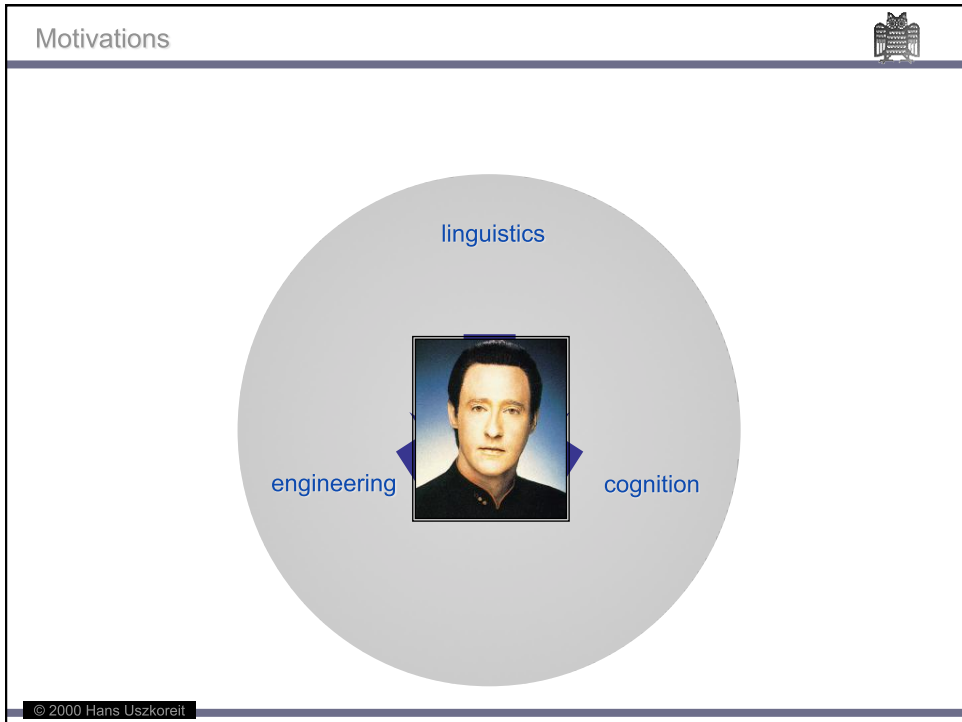 Motivations
linguistics
engineering
cognition
© 2000 Hans Uszkoreit